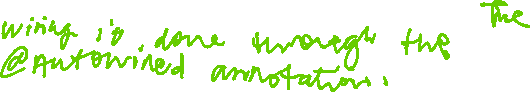 wiring is done through the The
@Autowired annotation.